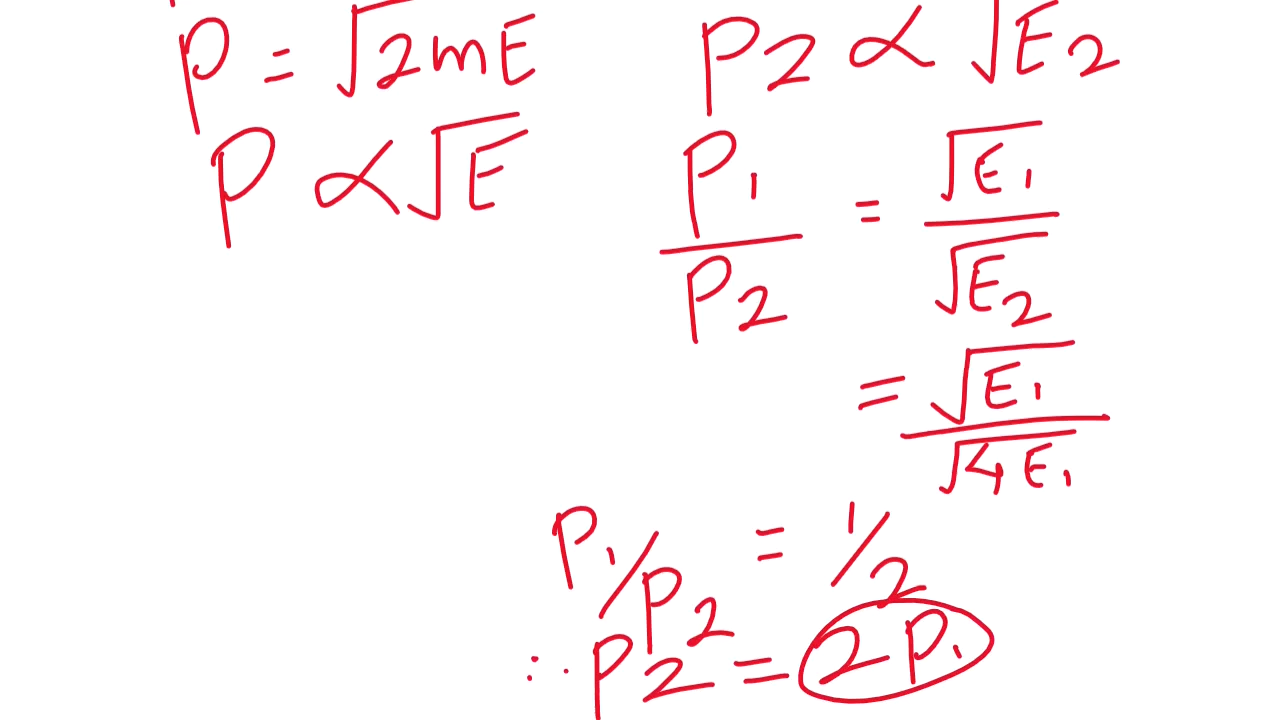 p = √2mE
p ∝ √E
p2 ∝ √E2
p1/p2 = √E1/√E2
= √E1/√4E1
p1/p2 = 1/2
∴ p2 = 2p1